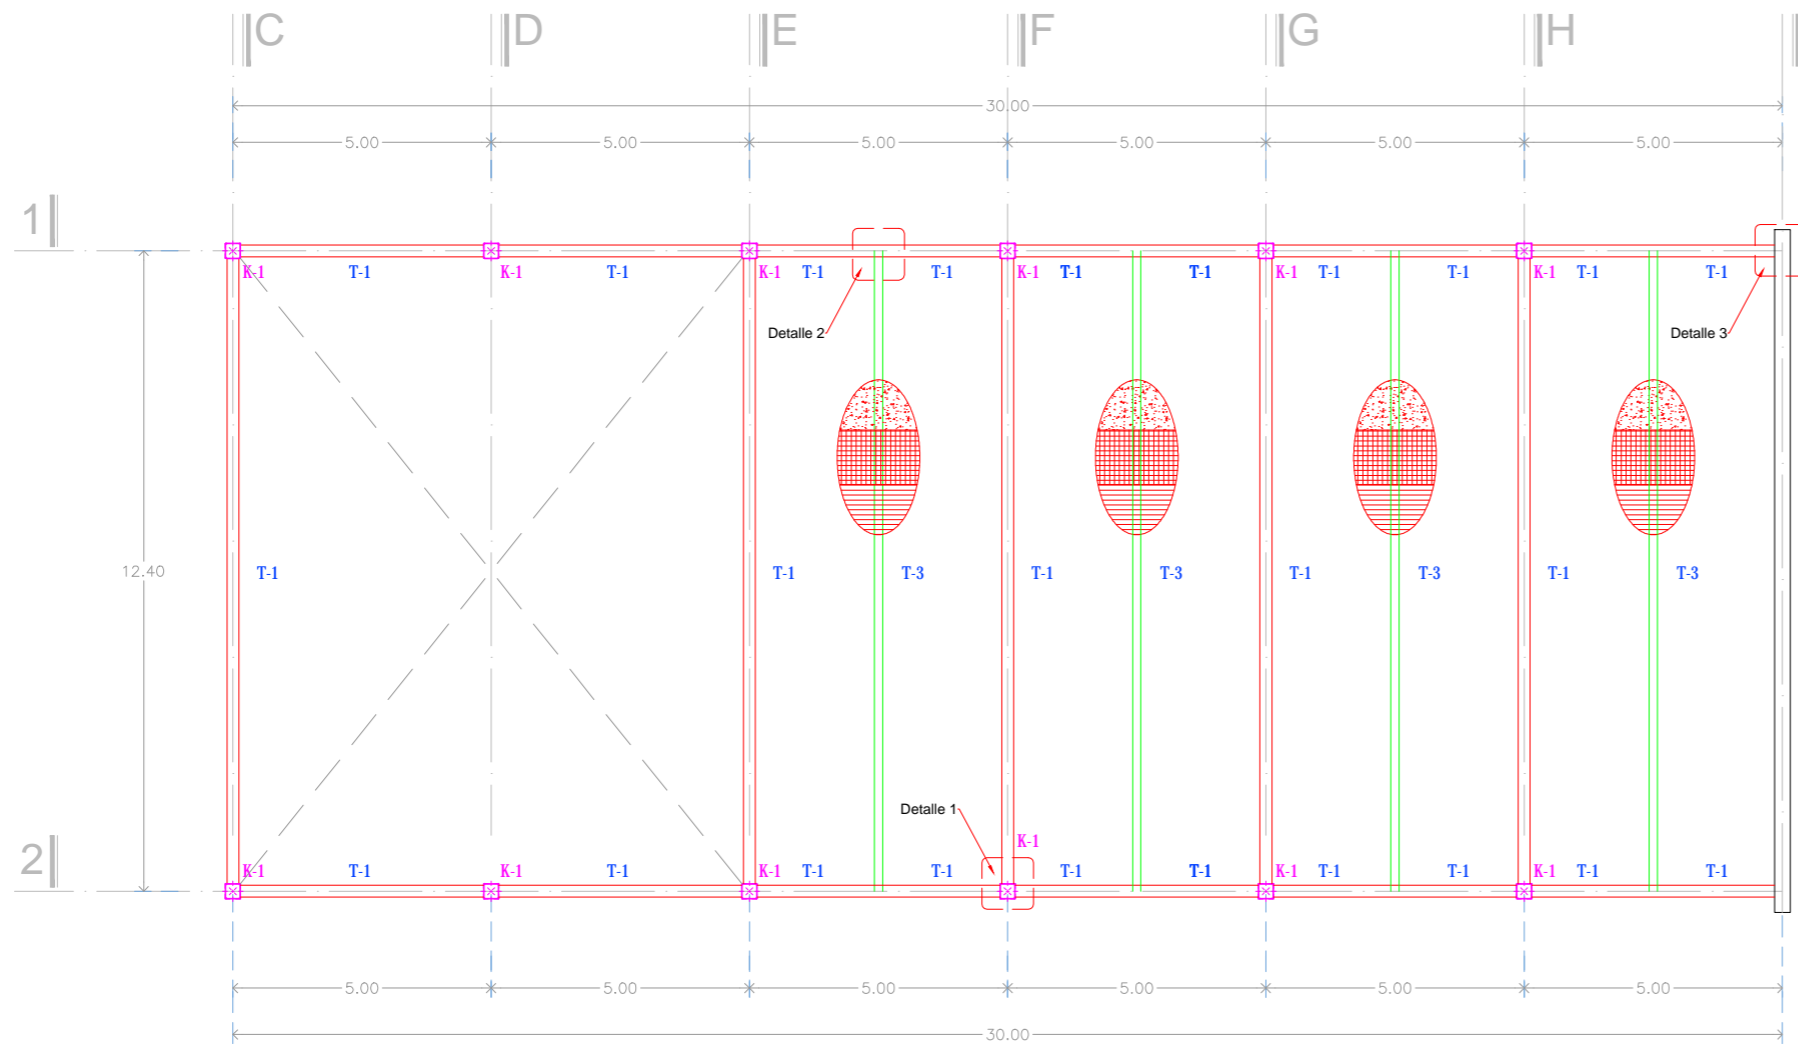 C D E F G H
30.00
5.00 5.00 5.00 5.00 5.00 5.00
1
K-1 T-1 K-1 T-1 K-1 T-1 T-1 K-1 T-1 T-1 K-1 T-1 T-1 K-1 T-1 T-1
Detalle 2 Detalle 3
12.40 T-1 T-1 T-3 T-1 T-3 T-1 T-3 T-1 T-3
Detalle 1
K-1
2
K-1 T-1 K-1 T-1 K-1 T-1 T-1 T-1 T-1 K-1 T-1 T-1 K-1 T-1 T-1
5.00 5.00 5.00 5.00 5.00 5.00
30.00